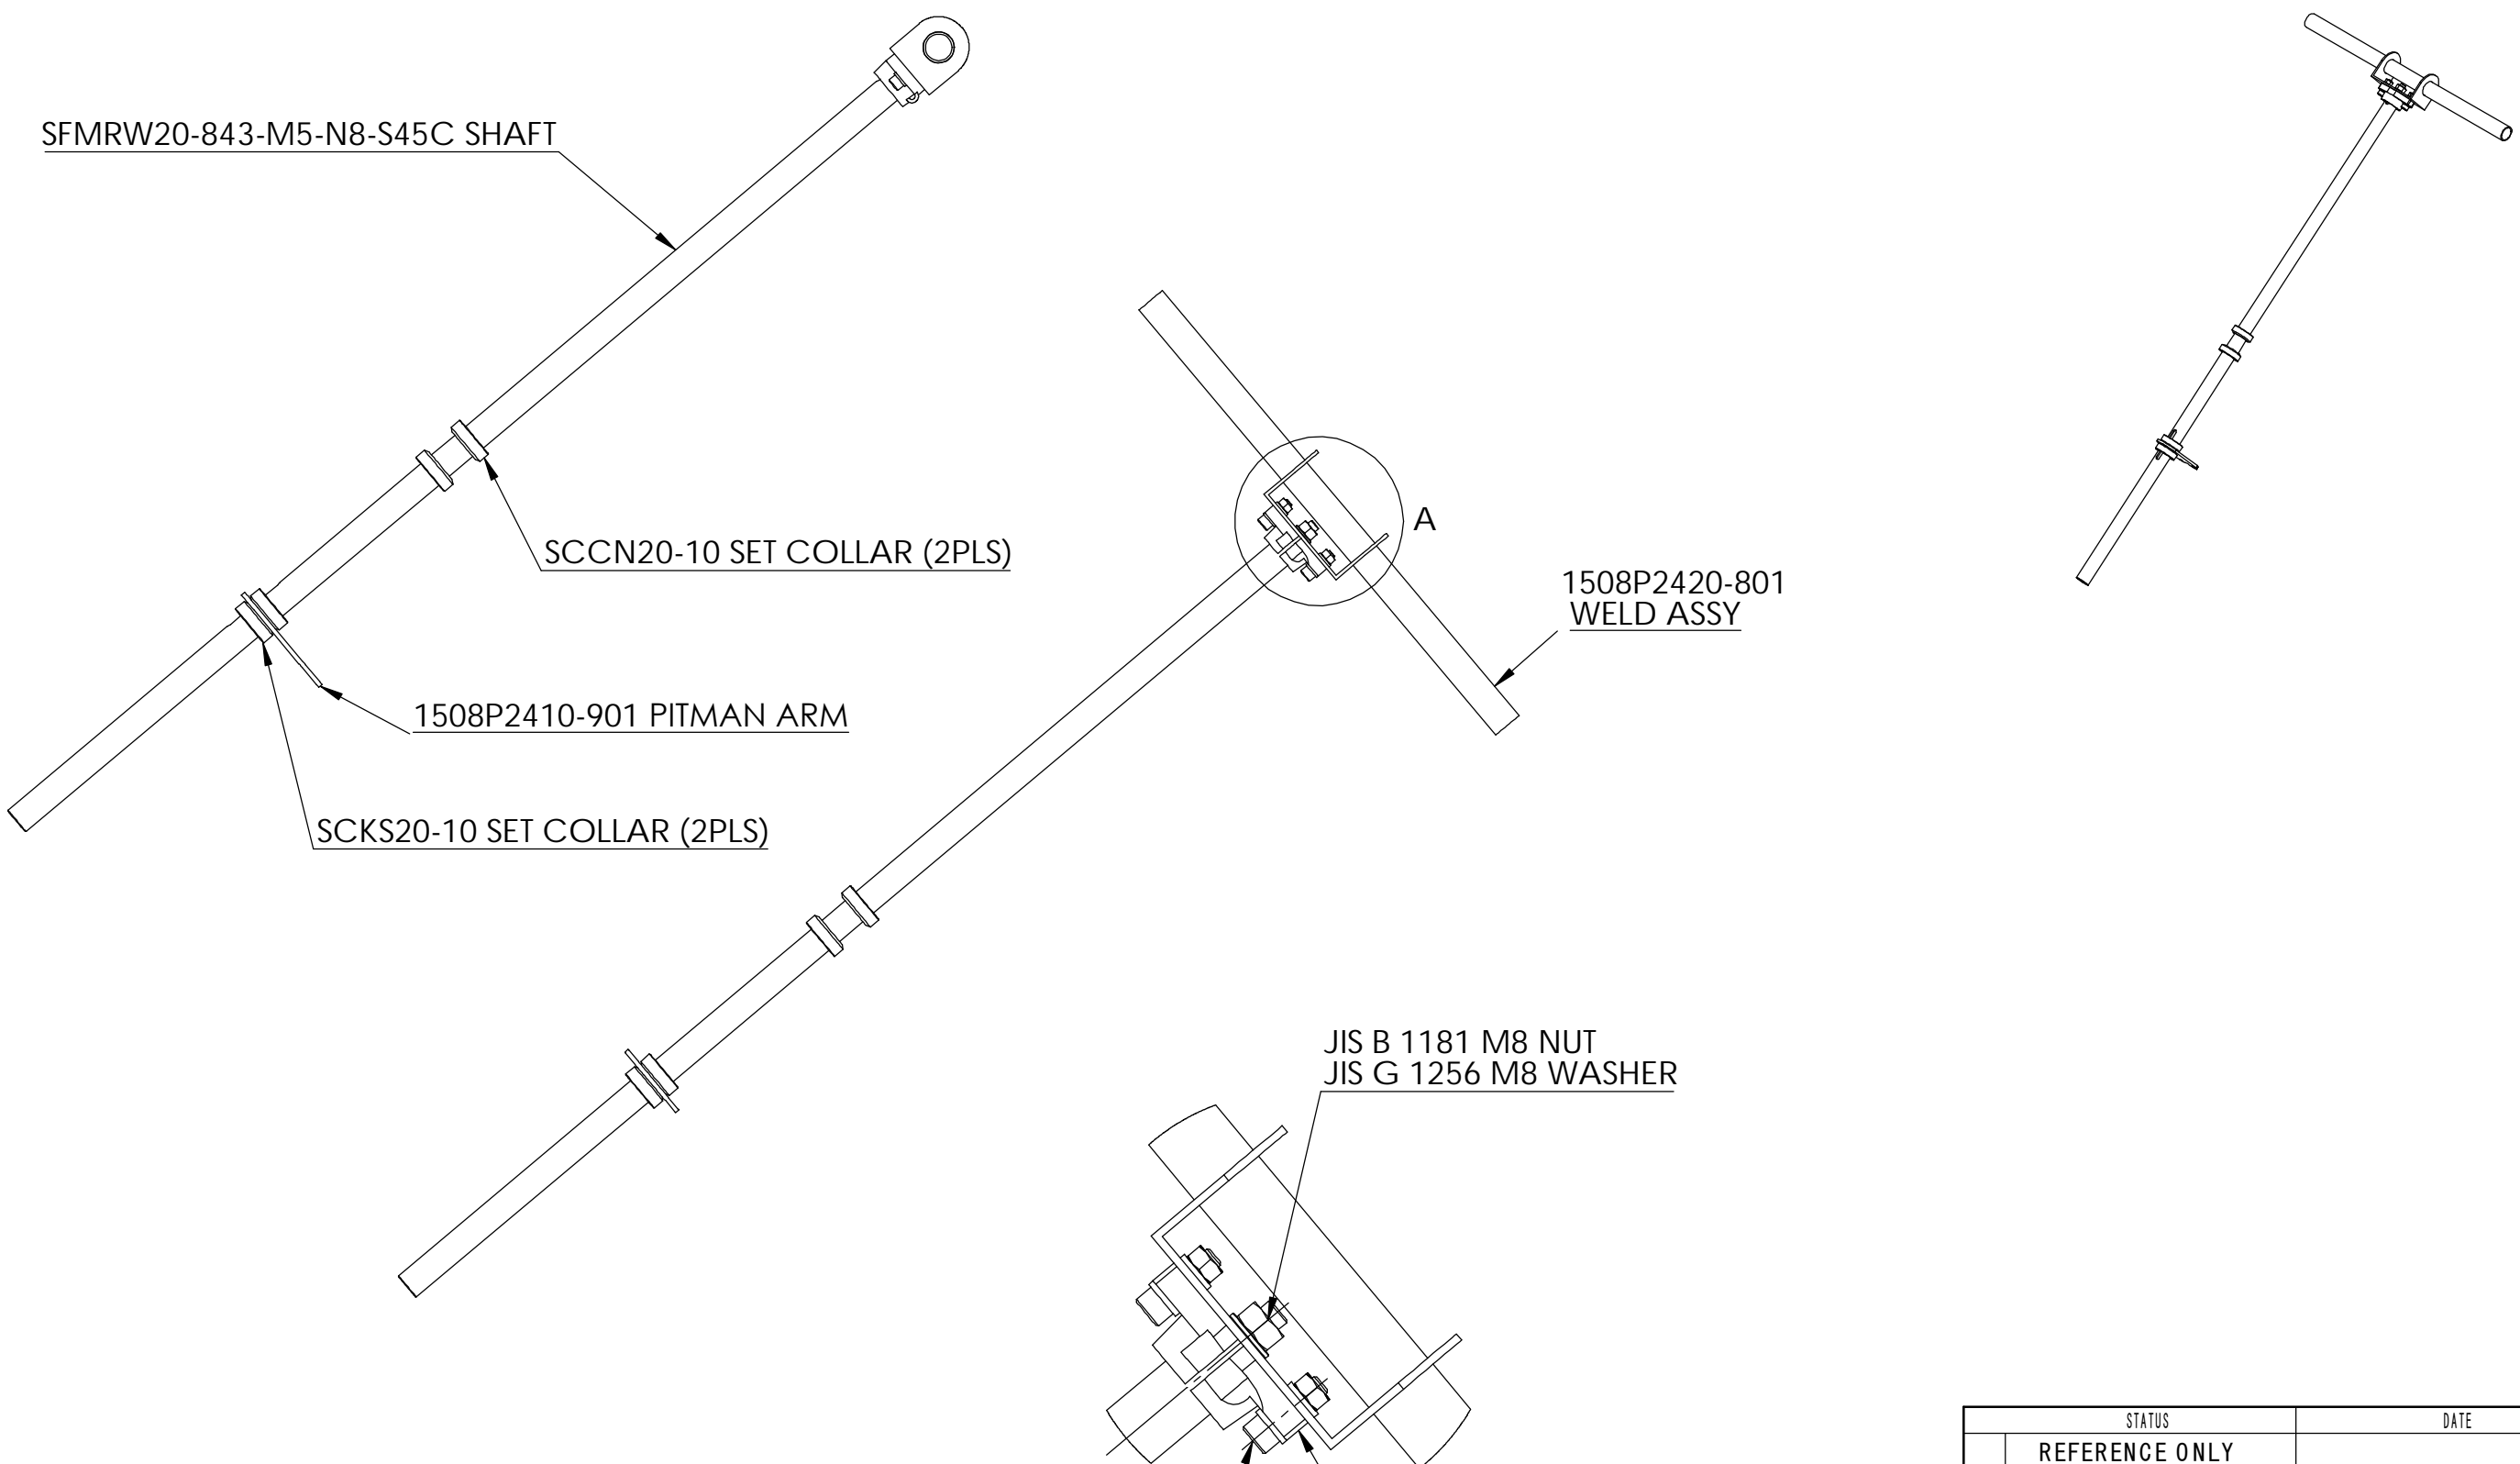 SFMRW20-843-M5-N8-S45C SHAFT
SCCN20-10 SET COLLAR (2PLS)
A
1508P2420-801
WELD ASSY
1508P2410-901 PITMAN ARM
SCKS20-10 SET COLLAR (2PLS)
JIS B 1181 M8 NUT
JIS G 1256 M8 WASHER
STATUS DATE
REFERENCE ONLY